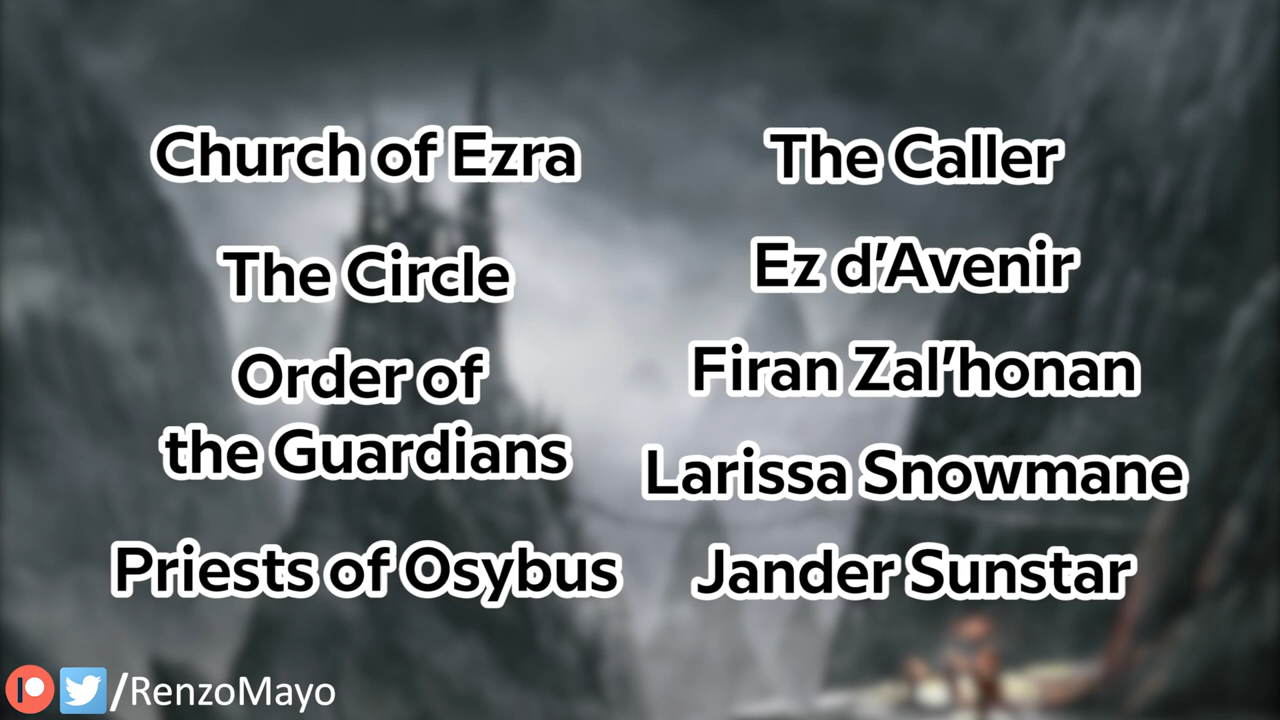 Church of Ezra
The Circle
Order of
the Guardians
Priests of Osybus
The Caller
Ez d'Avenir
Firan Zal'honan
Larissa Snowmane
Jander Sunstar
/RenzoMayo